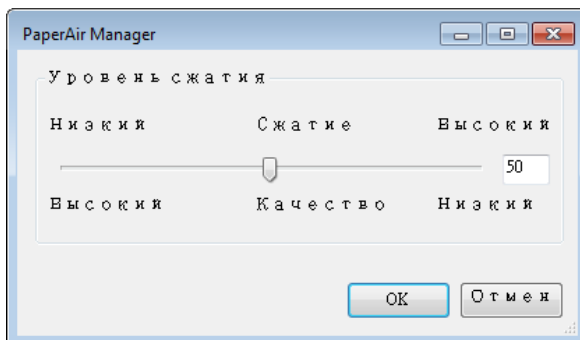 PaperAir Manager
Уровень сжатия
Низкий Сжатие Высокий
50
Высокий Качество Низкий
OK Отмен